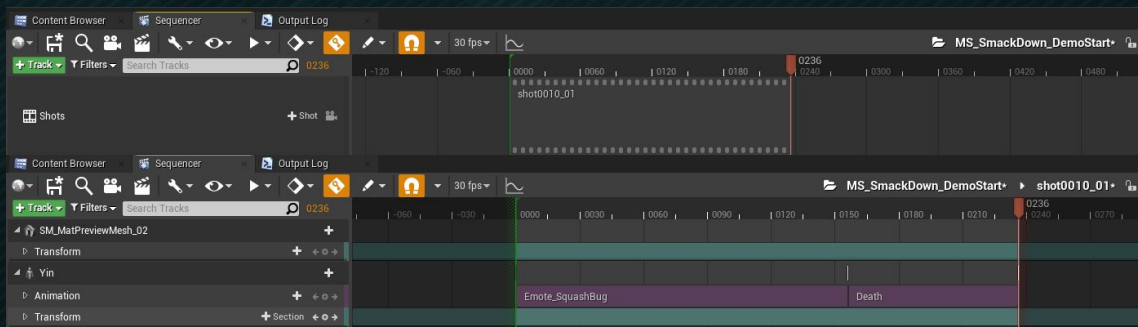 Content Browser Sequencer Output Log
30 fps MS_SmackDown_DemoStart*
+ Track Filters Search Tracks 0236 0236
-120 -060 0000 0060 0120 0180 0240 0300 0360 0420 0480
shot0010_01
Shots + Shot
Content Browser Sequencer Output Log
30 fps MS_SmackDown_DemoStart* shot0010_01*
+ Track Filters Search Tracks 0236 0236
-060 -030 0000 0030 0060 0090 0120 0150 0180 0210 0240 0270
SM_MatPreviewMesh_02 +
Transform +
Yin +
Animation + Emote_SquashBug Death
Transform + Section